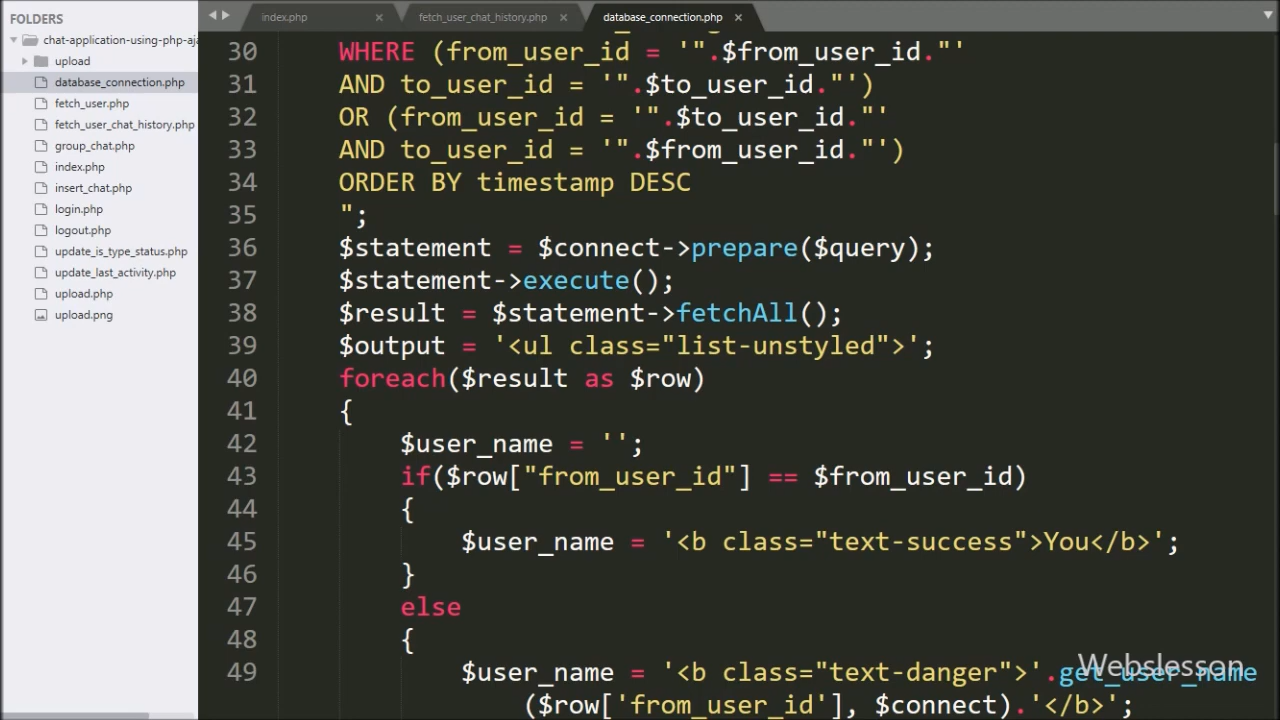 FOLDERS
chat-application-using-php-aja
upload
database_connection.php
fetch_user.php
fetch_user_chat_history.php
group_chat.php
index.php
insert_chat.php
login.php
logout.php
update_is_type_status.php
update_last_activity.php
upload.php
upload.png
index.php × fetch_user_chat_history.php × database_connection.php ×
30 WHERE (from_user_id = '".$from_user_id."'
31 AND to_user_id = '".$to_user_id."')
32 OR (from_user_id = '".$to_user_id."'
33 AND to_user_id = '".$from_user_id."')
34 ORDER BY timestamp DESC
35 ";
36 $statement = $connect->prepare($query);
37 $statement->execute();
38 $result = $statement->fetchAll();
39 $output = '<ul class="list-unstyled">';
40 foreach($result as $row)
41 {
42 $user_name = '';
43 if($row["from_user_id"] == $from_user_id)
44 {
45 $user_name = '<b class="text-success">You</b>';
46 }
47 else
48 {
49 $user_name = '<b class="text-danger">'.get_user_name
($row['from_user_id'], $connect).'</b>';
Webslesson